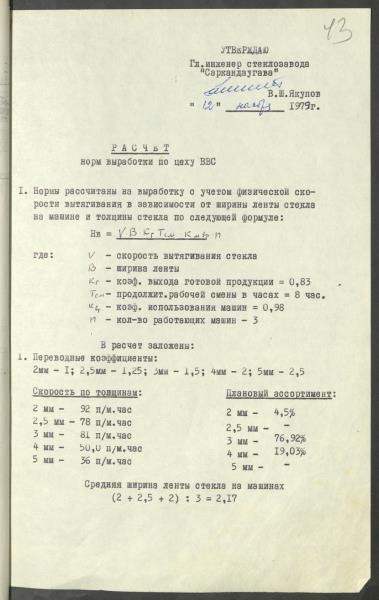 43
УТВЕРЖДАЮ
Гл.инженер стеклозавода
"Саркандаугава"
В.Ш.Якупов
"12" ноября 1979г.
РАСЧЕТ
норм выработки по цеху ВВС
I. Нормы рассчитаны на выработку с учетом физической ско-
рости вытягивания в зависимости от ширины ленты стекла
на машине и толщины стекла по следующей формуле:
Нв =
где: V - скорость вытягивания стекла
B - ширина ленты
Кг - коэф. выхода готовой продукции = 0,83
Тсм - продолжит.рабочей смены в часах = 8 час.
- коэф. использования машин = 0,98
n - кол-во работающих машин - 3
В расчет заложены:
I. Переводные коэффициенты:
2мм - I; 2,5мм - 1,25; 3мм - 1,5; 4мм - 2; 5мм - 2,5
Скорость по толщинам: Плановый ассортимент:
2 мм - 92 п/м.час 2 мм - 4,5%
2,5 мм - 78 п/м.час 2,5 мм - -
3 мм - 81 п/м.час 3 мм - 76,92%
4 мм - 50,0 п/м.час 4 мм - 19,03%
5 мм - 36 п/м.час 5 мм - -
Средняя ширина ленты стекла на машинах
(2 + 2,5 + 2) : 3 = 2,17